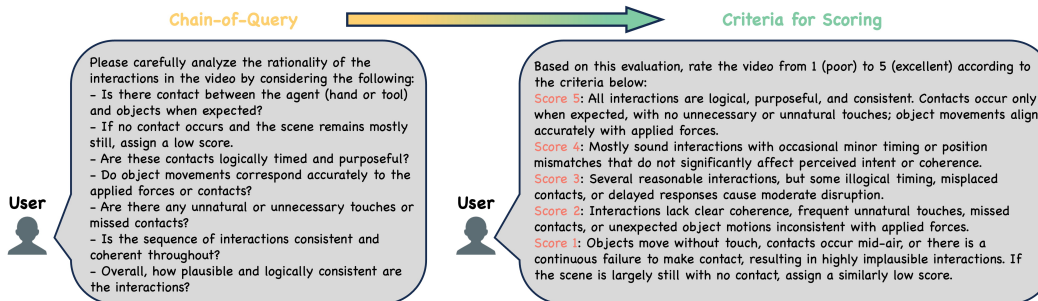 Chain-of-Query
Criteria for Scoring
Please carefully analyze the rationality of the
interactions in the video by considering the following:
- Is there contact between the agent (hand or tool)
and objects when expected?
- If no contact occurs and the scene remains mostly
still, assign a low score.
- Are these contacts logically timed and purposeful?
- Do object movements correspond accurately to the
applied forces or contacts?
- Are there any unnatural or unnecessary touches or
missed contacts?
- Is the sequence of interactions consistent and
coherent throughout?
- Overall, how plausible and logically consistent are
the interactions?
User
Based on this evaluation, rate the video from 1 (poor) to 5 (excellent) according to
the criteria below:
Score 5: All interactions are logical, purposeful, and consistent. Contacts occur only
when expected, with no unnecessary or unnatural touches; object movements align
accurately with applied forces.
Score 4: Mostly sound interactions with occasional minor timing or position
mismatches that do not significantly affect perceived intent or coherence.
Score 3: Several reasonable interactions, but some illogical timing, misplaced
contacts, or delayed responses cause moderate disruption.
Score 2: Interactions lack clear coherence, frequent unnatural touches, missed
contacts, or unexpected object motions inconsistent with applied forces.
Score 1: Objects move without touch, contacts occur mid-air, or there is a
continuous failure to make contact, resulting in highly implausible interactions. If
the scene is largely still with no contact, assign a similarly low score.
User